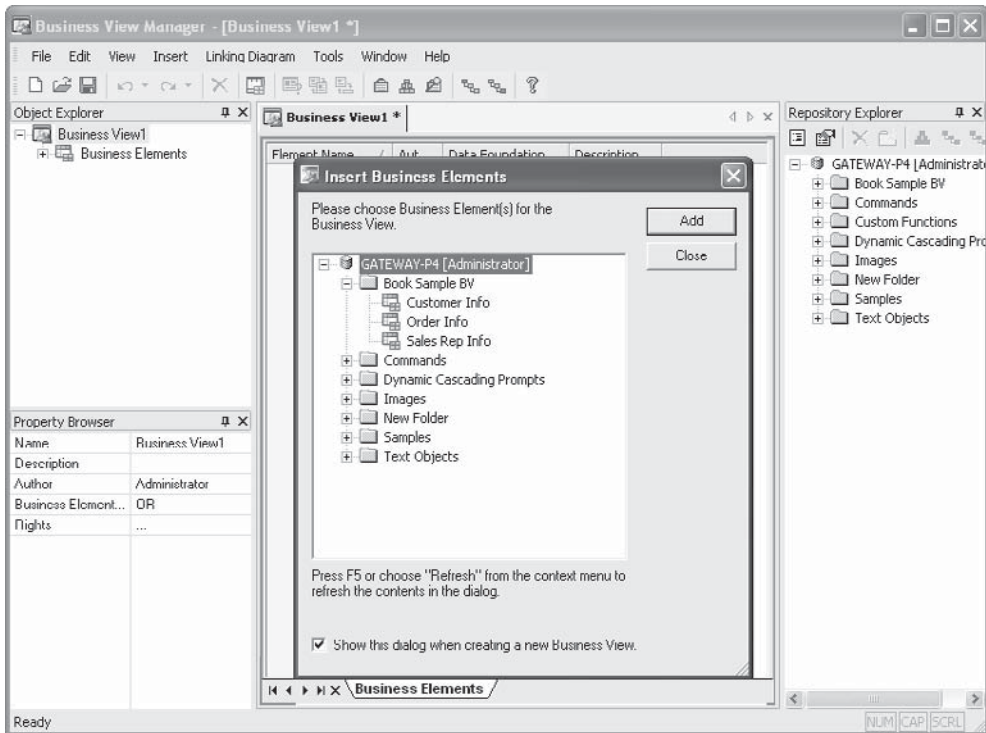 Business View Manager - [Business View1 *]
File Edit View Insert Linking Diagram Tools Window Help
Object Explorer
Business View1
Business Elements
Property Browser
Name Business View1
Description
Author Administrator
Business Element... OR
Rights ...
Business View1 *
Element Name / Aut Data Foundation Description
Insert Business Elements
Please choose Business Element(s) for the
Business View.
Add
Close
GATEWAY-P4 [Administrator]
Book Sample BV
Customer Info
Order Info
Sales Rep Info
Commands
Dynamic Cascading Prompts
Images
New Folder
Samples
Text Objects
Press F5 or choose "Refresh" from the context menu to
refresh the contents in the dialog.
Show this dialog when creating a new Business View.
Business Elements
Repository Explorer
GATEWAY-P4 [Administrat
Book Sample BV
Commands
Custom Functions
Dynamic Cascading Pro
Images
New Folder
Samples
Text Objects
Ready
NUM CAP SCRL